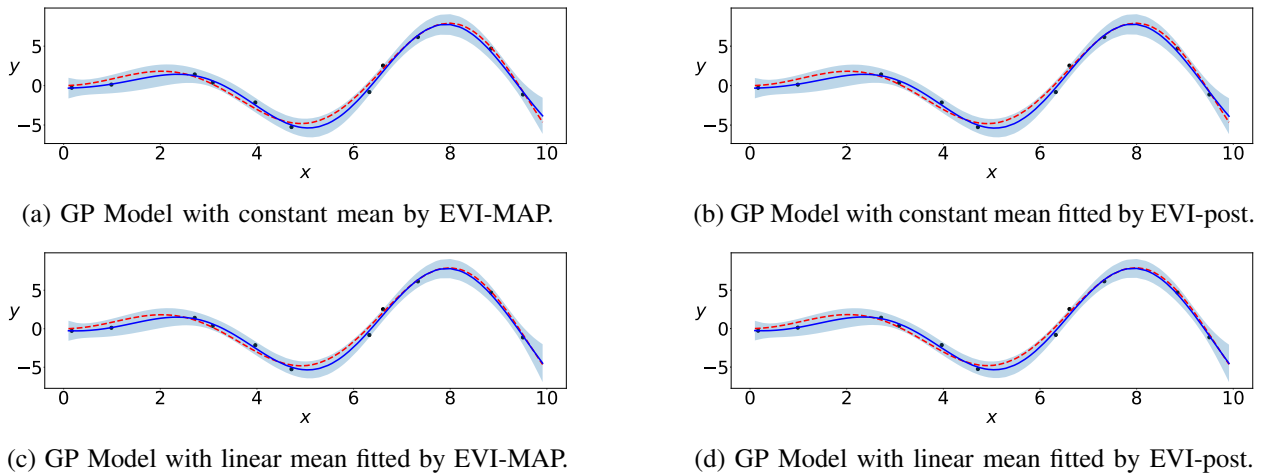 y
5
0
−5
0 2 4 6 8 10
x
(a) GP Model with constant mean by EVI-MAP.
y
5
0
−5
0 2 4 6 8 10
x
(b) GP Model with constant mean fitted by EVI-post.
y
5
0
−5
0 2 4 6 8 10
x
(c) GP Model with linear mean fitted by EVI-MAP.
y
5
0
−5
0 2 4 6 8 10
x
(d) GP Model with linear mean fitted by EVI-post.